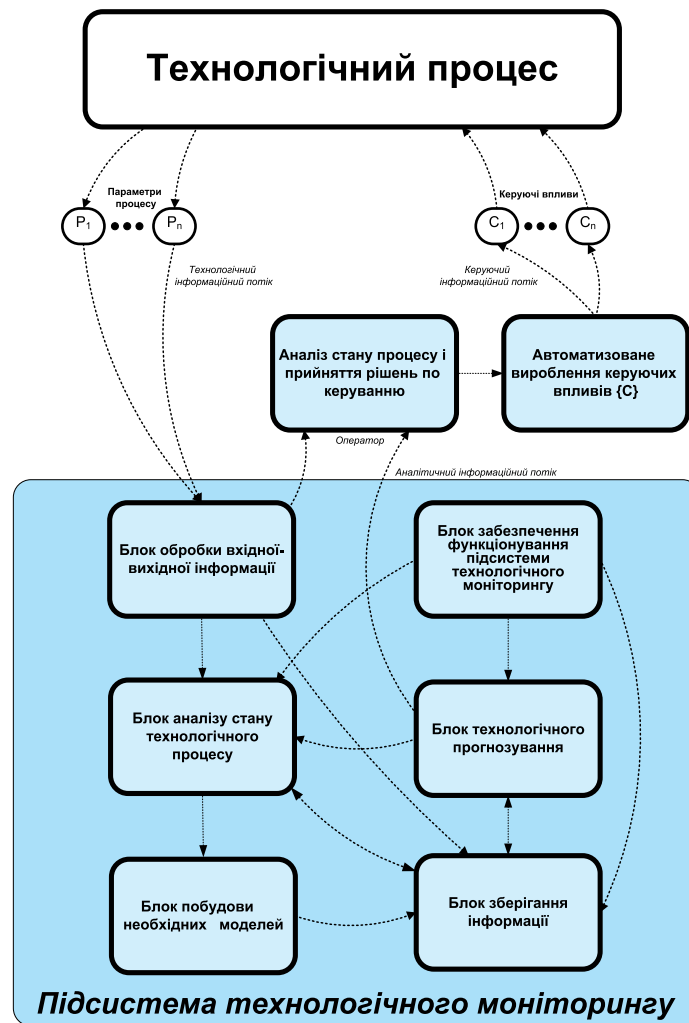 Технологічний процес
Параметри
процесу
Керуючі впливи
P1
Pn
C1
Cn
Технологічний
інформаційний потік
Керуючий
інформаційний потік
Аналіз стану процесу і
прийняття рішень по
керуванню
Автоматизоване
вироблення керуючих
впливів {C}
Оператор
Аналітичний інформаційний потік
Блок обробки вхідної-
вихідної інформації
Блок забезпечення
функціонування
підсистеми
технологічного
моніторингу
Блок аналізу стану
технологічного
процесу
Блок технологічного
прогнозування
Блок побудови
необхідних моделей
Блок зберігання
інформації
Підсистема технологічного моніторингу